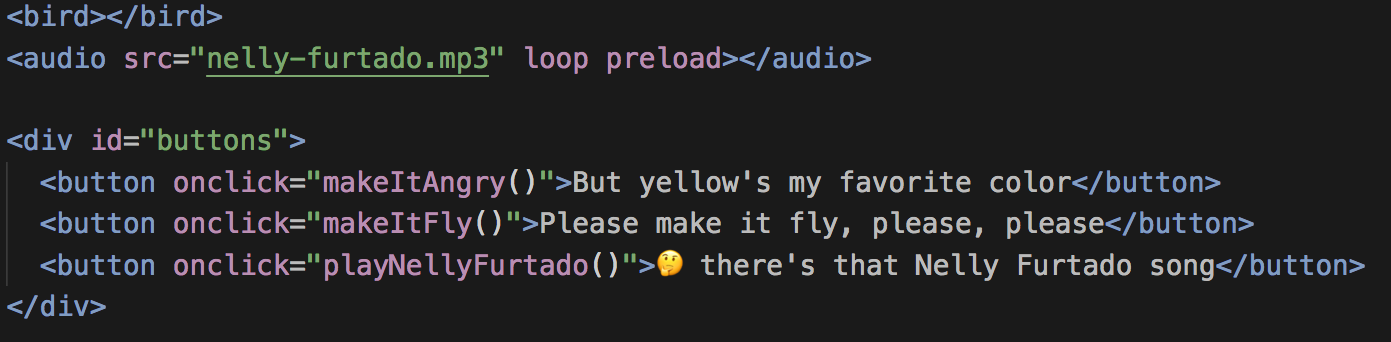 <bird></bird>
<audio src="nelly-furtado.mp3" loop preload></audio>
<div id="buttons">
<button onclick="makeItAngry()">But yellow's my favorite color</button>
<button onclick="makeItFly()">Please make it fly, please, please</button>
<button onclick="playNellyFurtado()">🤔 there's that Nelly Furtado song</button>
</div>